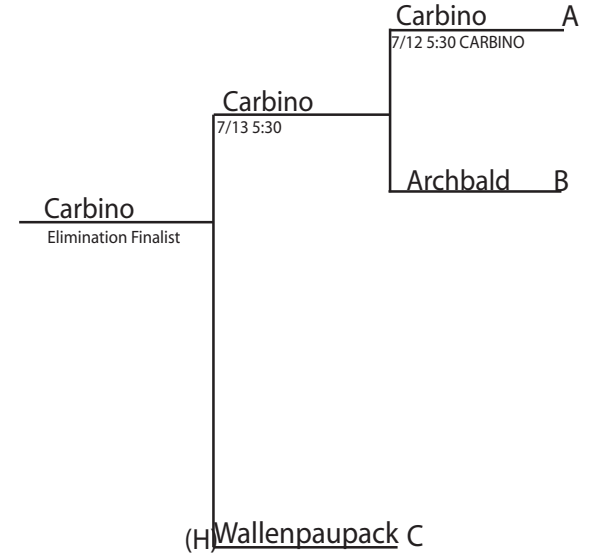 Carbino A
7/12 5:30 CARBINO
Carbino
7/13 5:30
Archbald B
Carbino
Elimination Finalist
(H) Wallenpaupack C